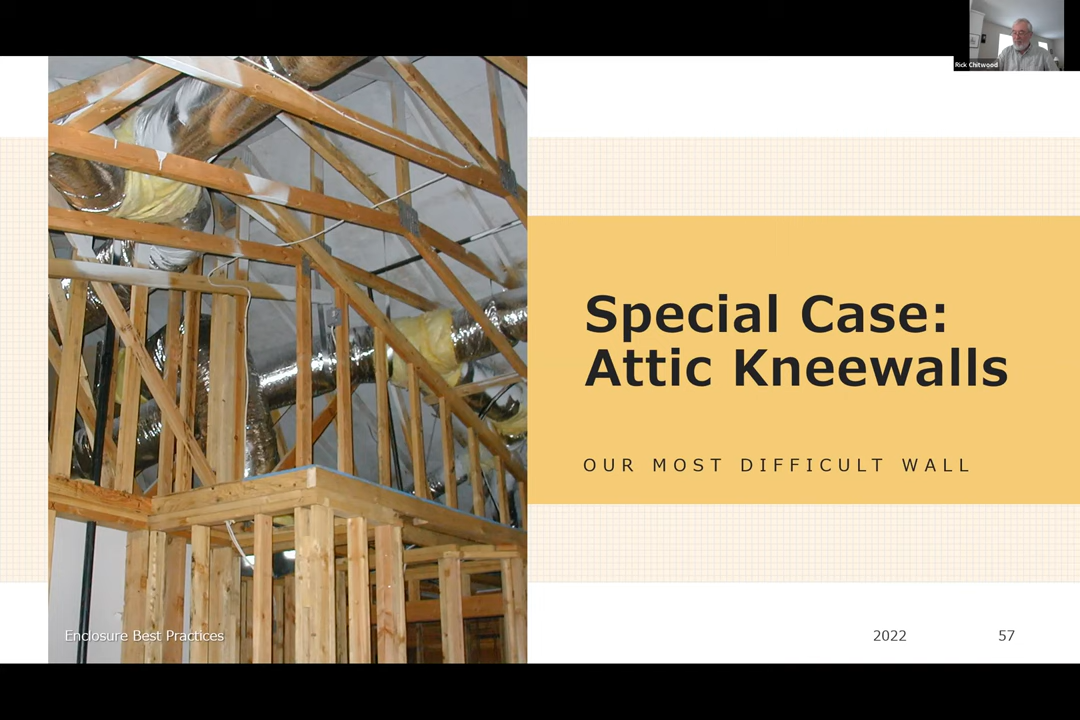 Rick Chitwood
Special Case:
Attic Kneewalls
OUR MOST DIFFICULT WALL
Enclosure Best Practices
2022
57